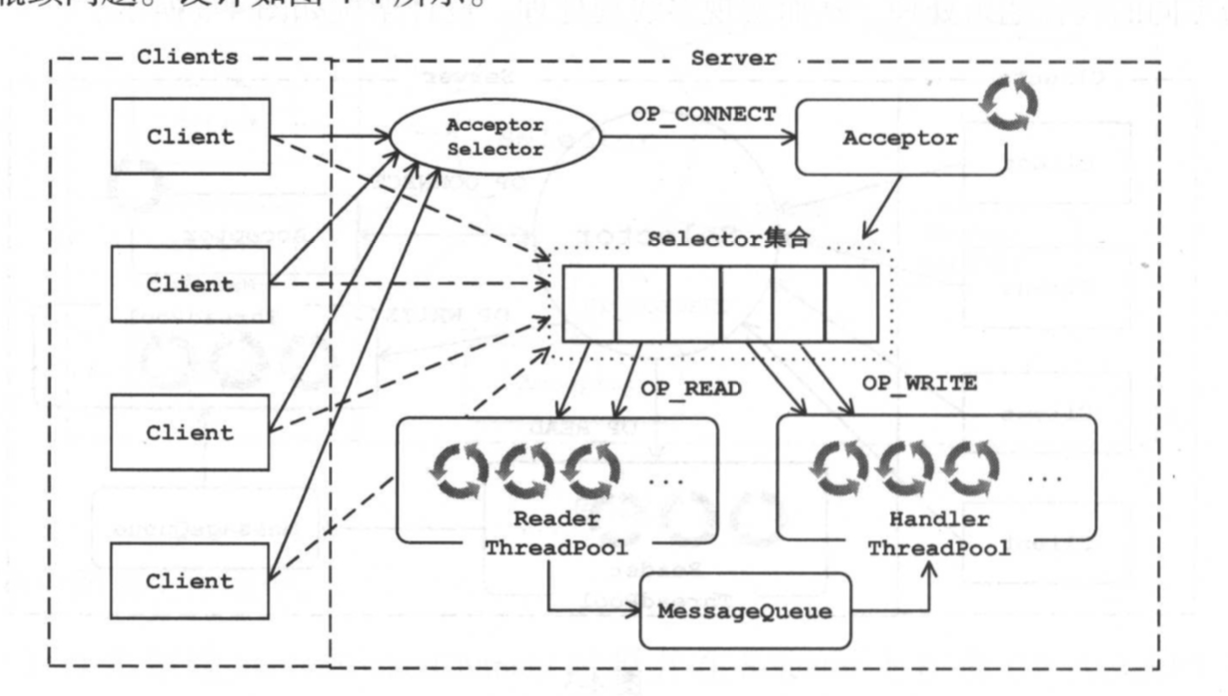 Clients
Server
Client
Acceptor
Selector
OP_CONNECT
Acceptor
Selector集合
Client
OP_READ
OP_WRITE
Client
...
...
Reader
ThreadPool
Handler
ThreadPool
Client
MessageQueue